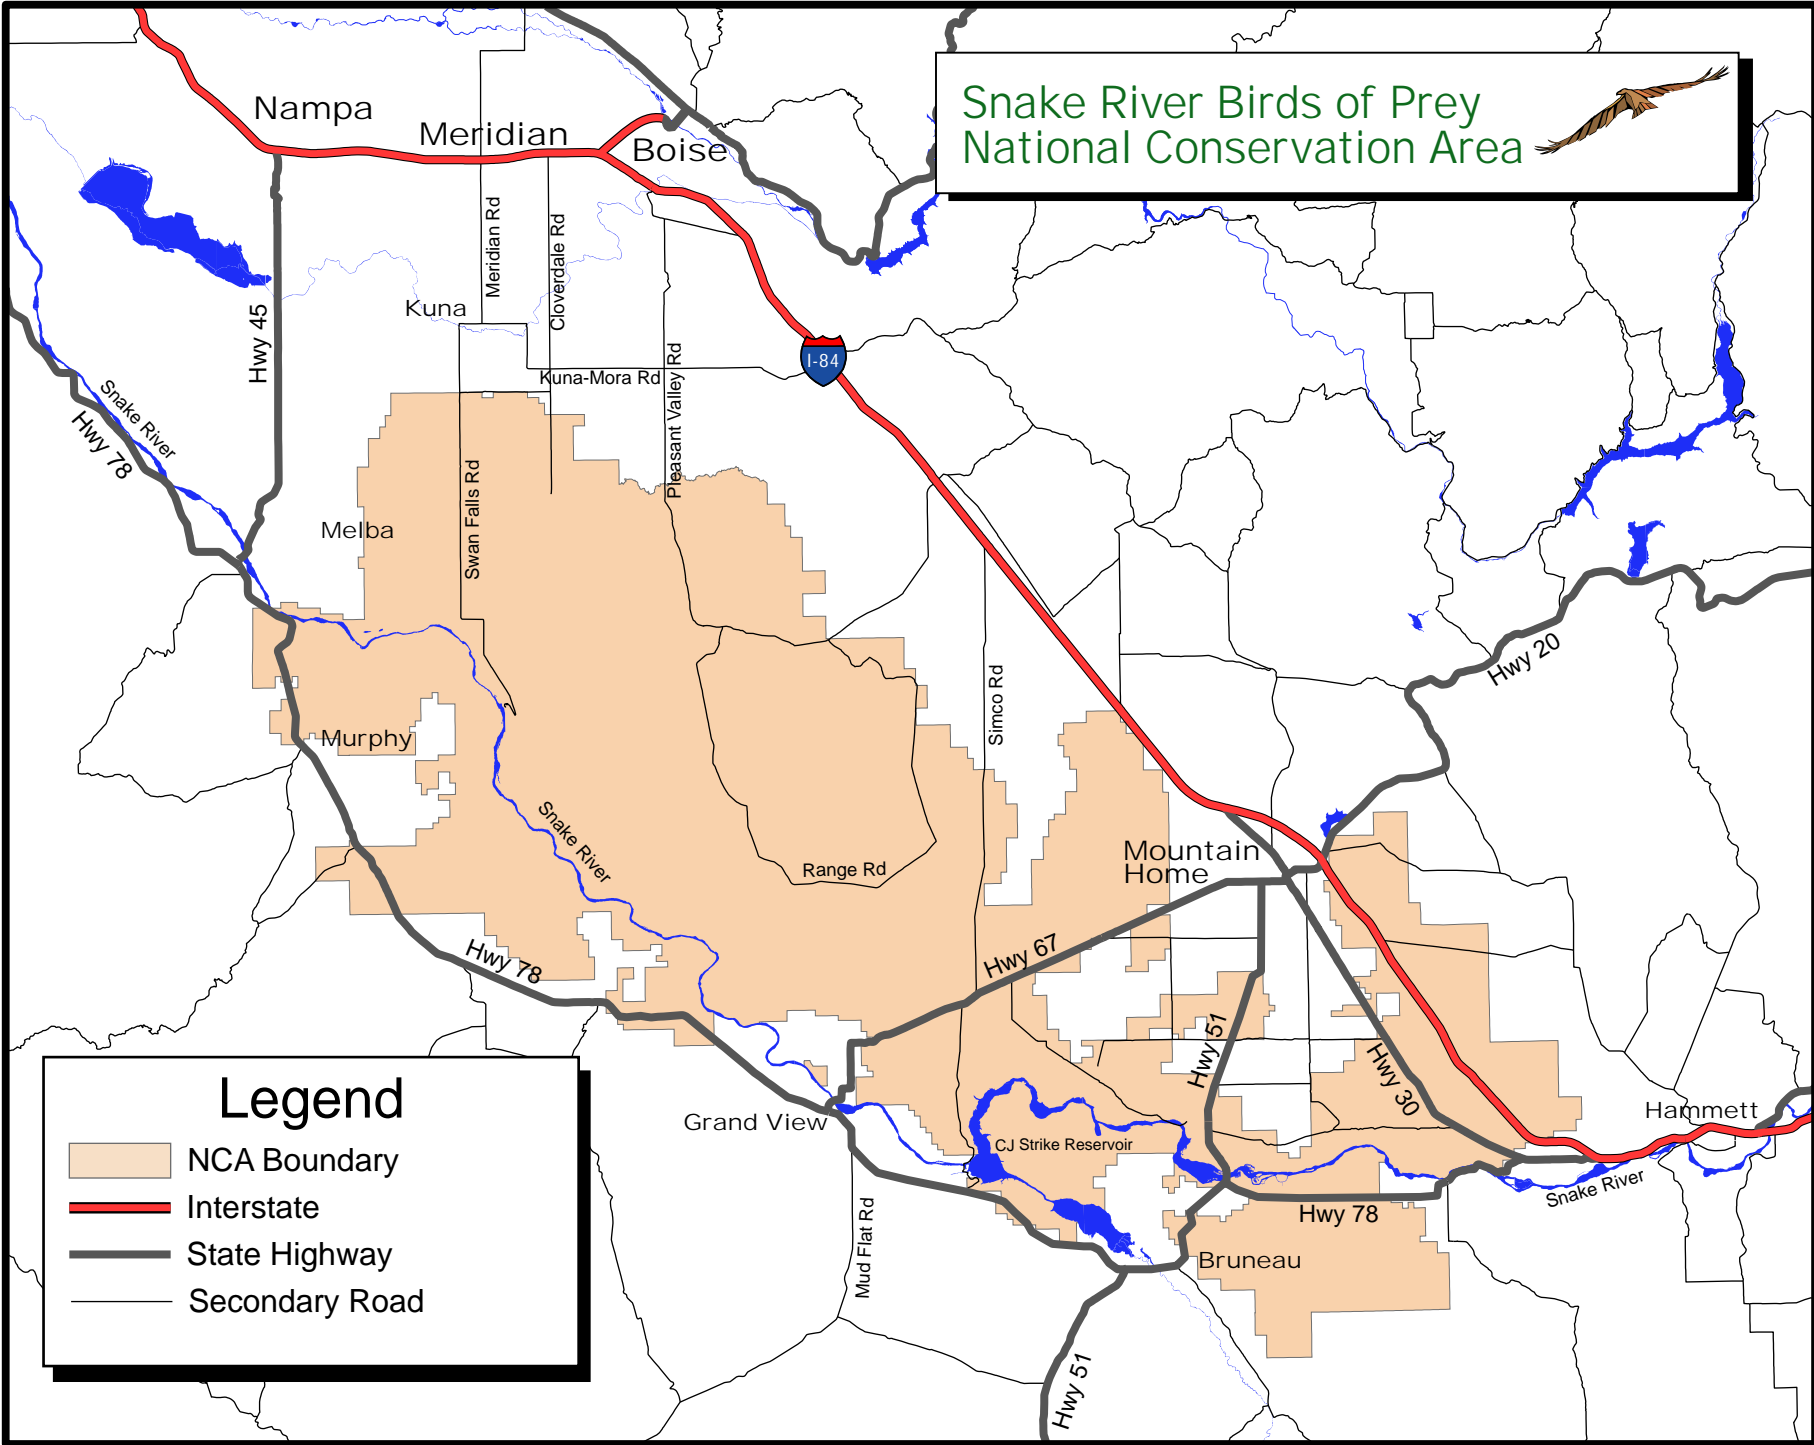 Snake River Birds of Prey
National Conservation Area
Nampa
Meridian
Boise
Meridian Rd
Cloverdale Rd
Kuna
Hwy 45
I-84
Kuna-Mora Rd
Pleasant Valley Rd
Snake River
Hwy 78
Swan Falls Rd
Melba
Hwy 20
Simco Rd
Murphy
Snake River
Range Rd
Mountain
Home
Hwy 67
Hwy 78
Hwy 51
Hwy 30
Grand View
CJ Strike Reservoir
Hammett
Snake River
Hwy 78
Mud Flat Rd
Bruneau
Hwy 51
Legend
NCA Boundary
Interstate
State Highway
Secondary Road